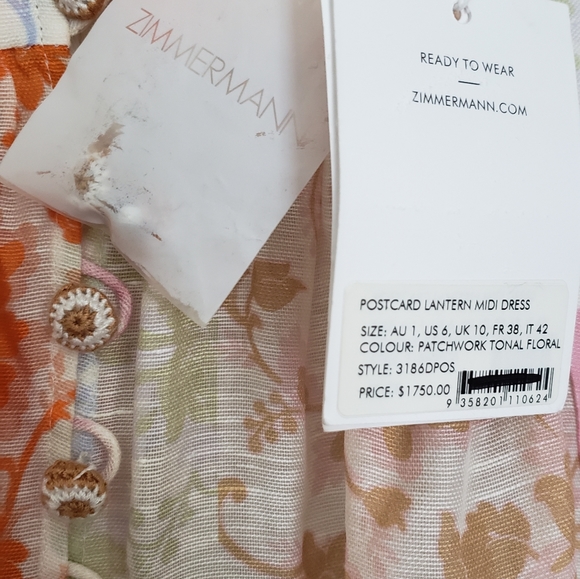 ZIMMERMANN
READY TO WEAR
ZIMMERMANN.COM
POSTCARD LANTERN MIDI DRESS
SIZE: AU 1, US 6, UK 10, FR 38, IT 42
COLOUR: PATCHWORK TONAL FLORAL
STYLE: 3186DPOS
PRICE: $1750.00
9 358201 110624